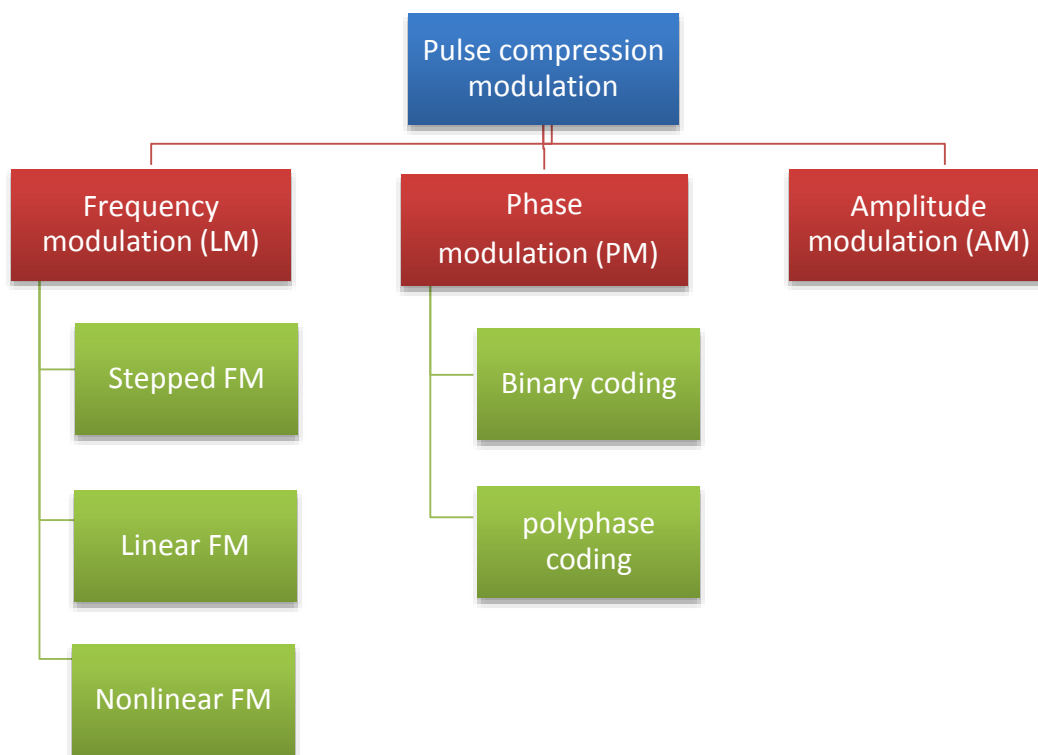 Pulse compression
modulation
Frequency
modulation (LM)
Phase
modulation (PM)
Amplitude
modulation (AM)
Stepped FM
Linear FM
Nonlinear FM
Binary coding
polyphase
coding